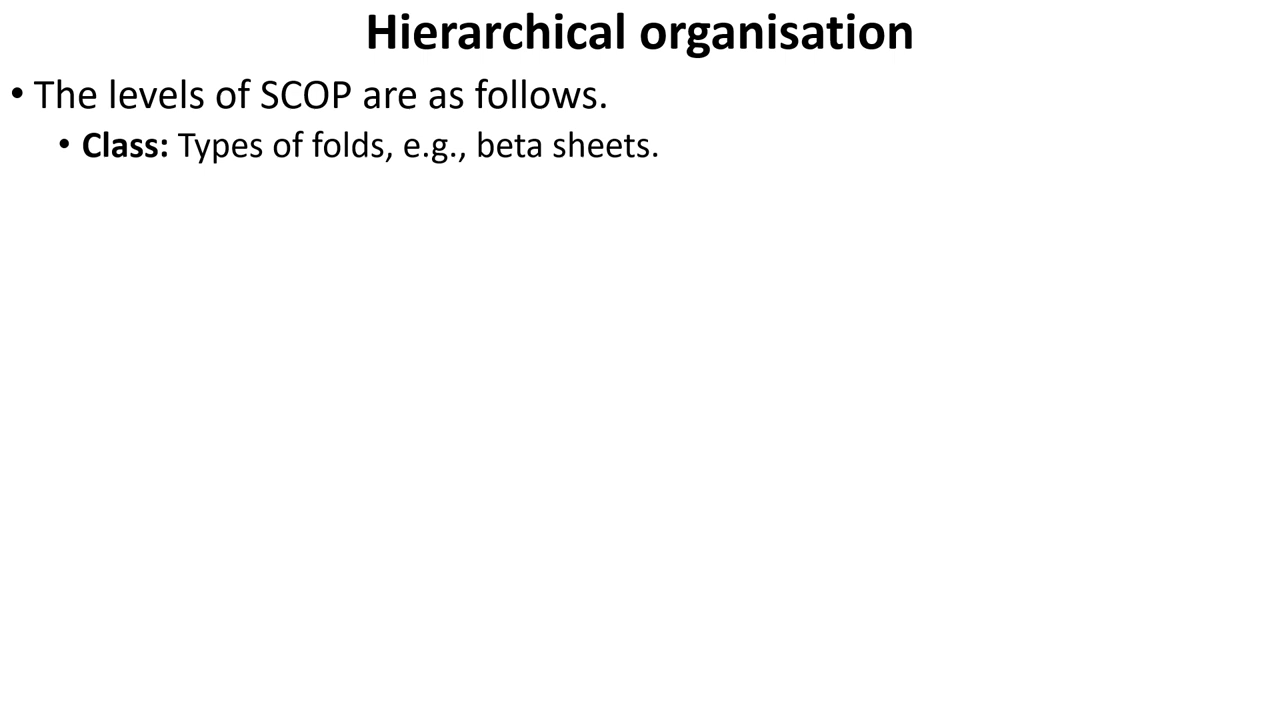 Hierarchical organisation
• The levels of SCOP are as follows.
• Class: Types of folds, e.g., beta sheets.